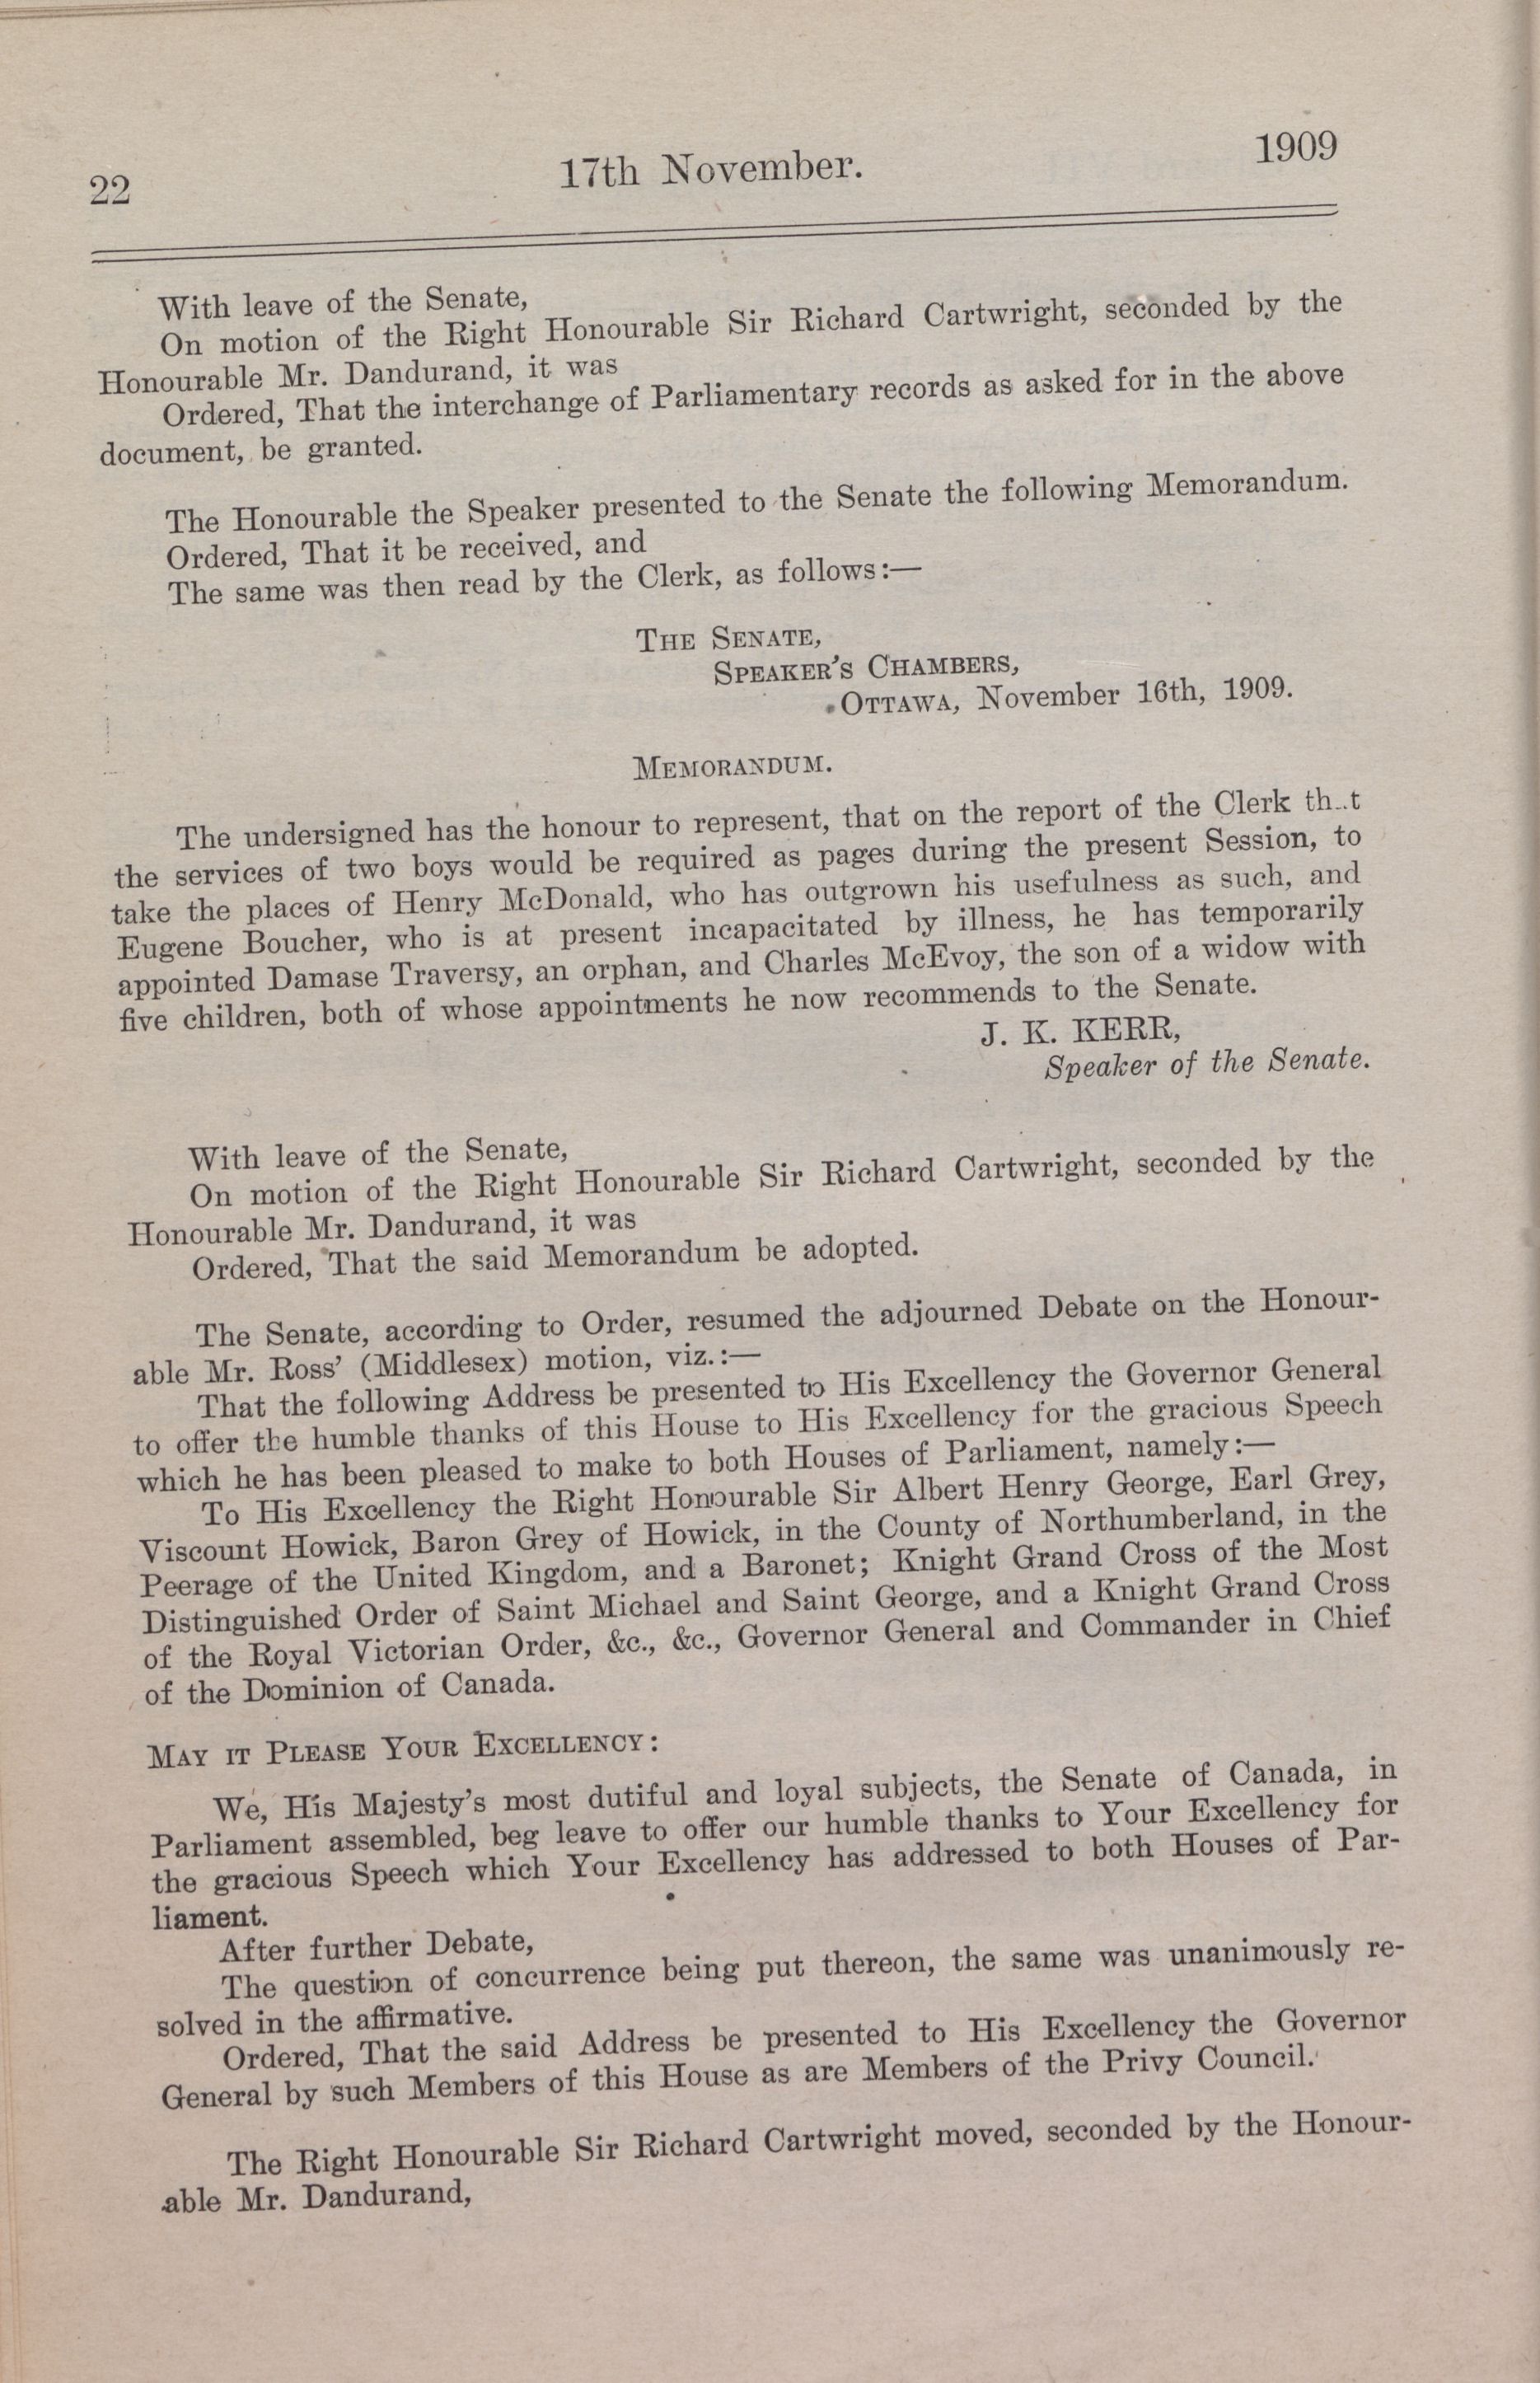 22
17th November.
1909
With leave of the Senate,
On motion of the Right Honourable Sir Richard Cartwright, seconded by the
Honourable Mr. Dandurand, it was
Ordered, That the interchange of Parliamentary records as asked for in the above
document, be granted.
The Honourable the Speaker presented to the Senate the following Memorandum.
Ordered, That it be received, and
The same was then read by the Clerk, as follows:—
THE SENATE,
SPEAKER'S CHAMBERS,
OTTAWA, November 16th, 1909.
MEMORANDUM.
The undersigned has the honour to represent, that on the report of the Clerk th..t
the services of two boys would be required as pages during the present Session, to
take the places of Henry McDonald, who has outgrown his usefulness as such, and
Eugene Boucher, who is at present incapacitated by illness, he has temporarily
appointed Damase Traversy, an orphan, and Charles McEvoy, the son of a widow with
five children, both of whose appointments he now recommends to the Senate.
J. K. KERR,
Speaker of the Senate.
With leave of the Senate,
On motion of the Right Honourable Sir Richard Cartwright, seconded by the
Honourable Mr. Dandurand, it was
Ordered, That the said Memorandum be adopted.
The Senate, according to Order, resumed the adjourned Debate on the Honour-
able Mr. Ross' (Middlesex) motion, viz.:—
That the following Address be presented to His Excellency the Governor General
to offer the humble thanks of this House to His Excellency for the gracious Speech
which he has been pleased to make to both Houses of Parliament, namely:—
To His Excellency the Right Honourable Sir Albert Henry George, Earl Grey,
Viscount Howick, Baron Grey of Howick, in the County of Northumberland, in the
Peerage of the United Kingdom, and a Baronet; Knight Grand Cross of the Most
Distinguished Order of Saint Michael and Saint George, and a Knight Grand Cross
of the Royal Victorian Order, &c., &c., Governor General and Commander in Chief
of the Dominion of Canada.
MAY IT PLEASE YOUR EXCELLENCY:
We, His Majesty's most dutiful and loyal subjects, the Senate of Canada, in
Parliament assembled, beg leave to offer our humble thanks to Your Excellency for
the gracious Speech which Your Excellency has addressed to both Houses of Par-
liament.
After further Debate,
The question of concurrence being put thereon, the same was unanimously re-
solved in the affirmative.
Ordered, That the said Address be presented to His Excellency the Governor
General by such Members of this House as are Members of the Privy Council.
The Right Honourable Sir Richard Cartwright moved, seconded by the Honour-
able Mr. Dandurand,